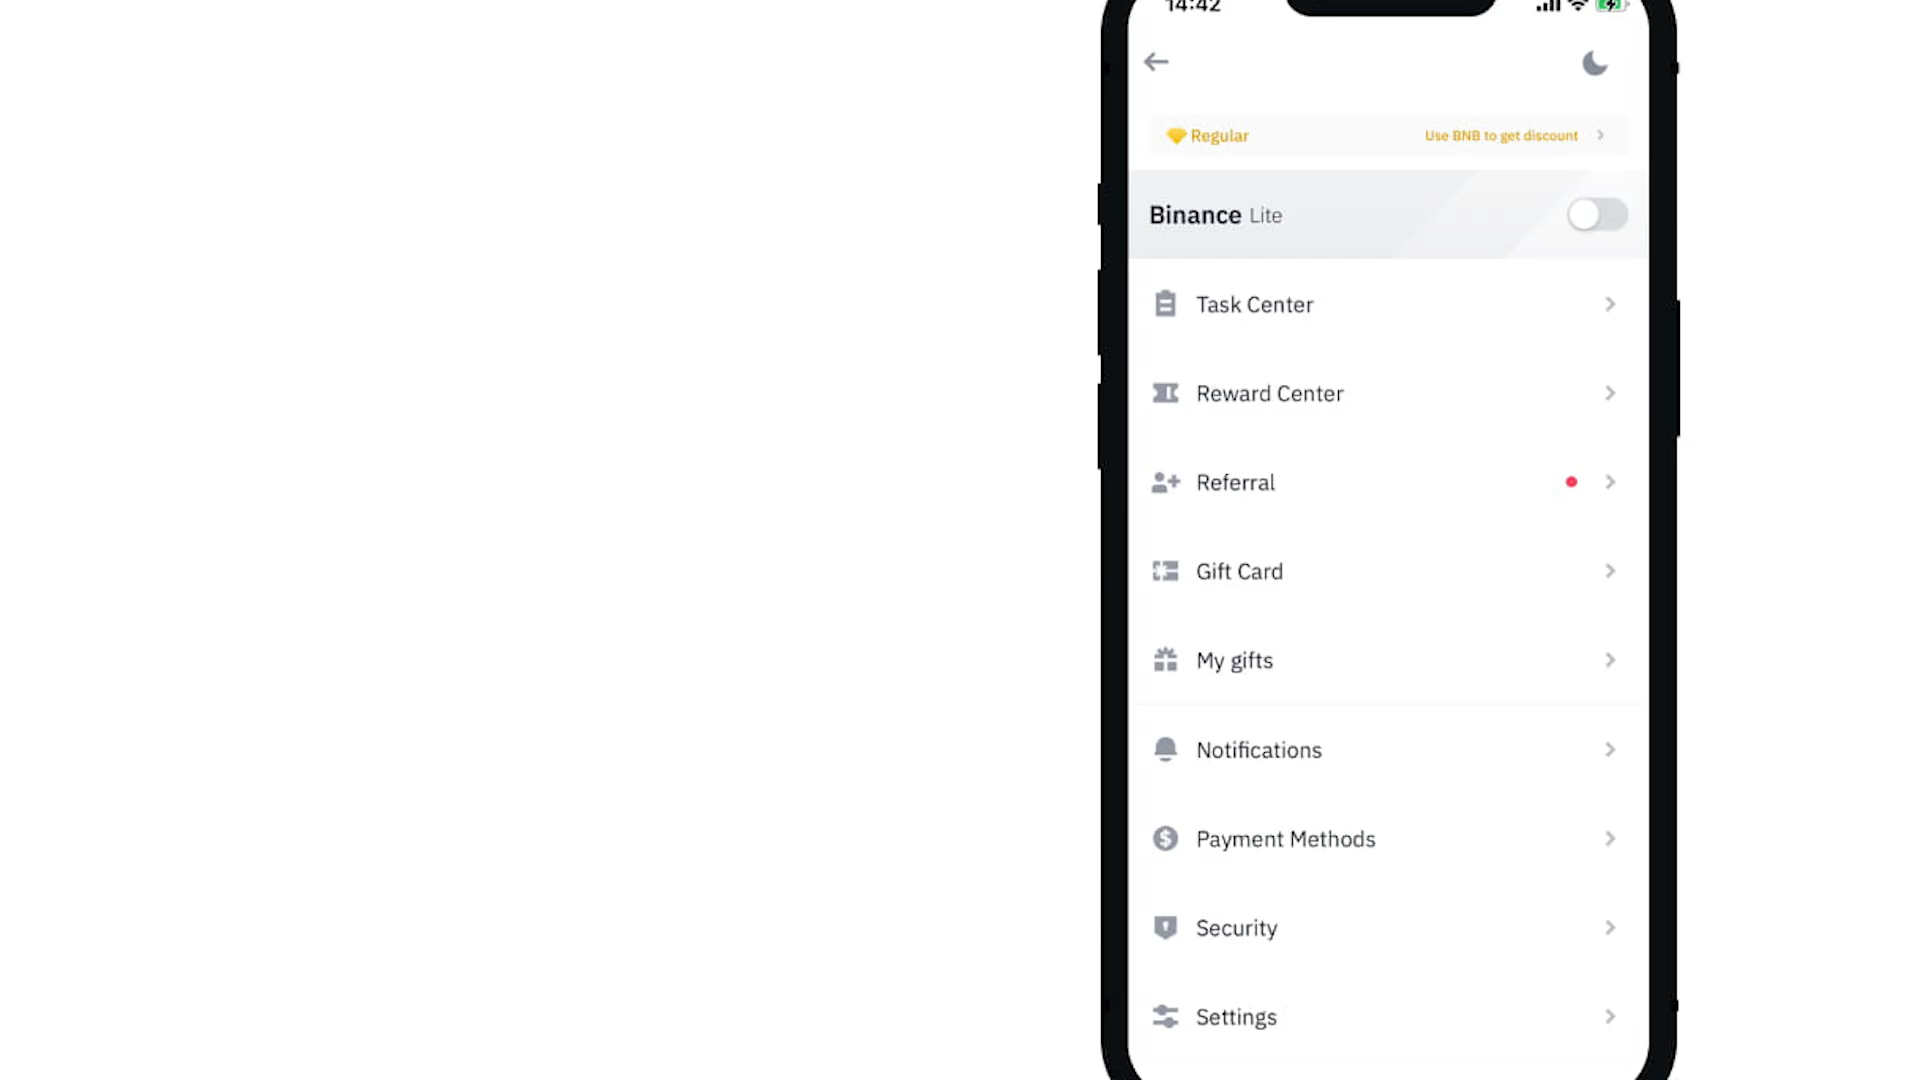 14:42
Regular Use BNB to get discount
Binance Lite
Task Center
Reward Center
Referral
Gift Card
My gifts
Notifications
Payment Methods
Security
Settings